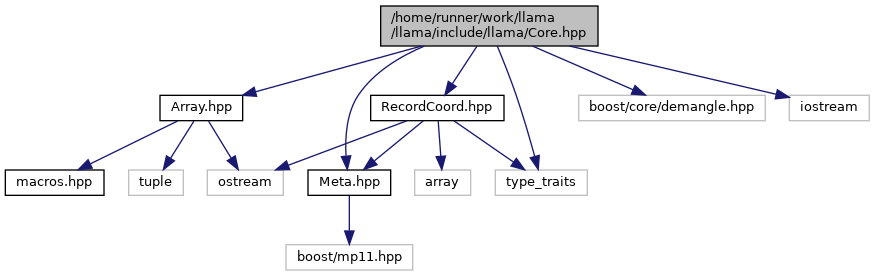 /home/runner/work/llama
/llama/include/llama/Core.hpp
Array.hpp
RecordCoord.hpp
boost/core/demangle.hpp
iostream
macros.hpp
tuple
ostream
Meta.hpp
array
type_traits
boost/mp11.hpp